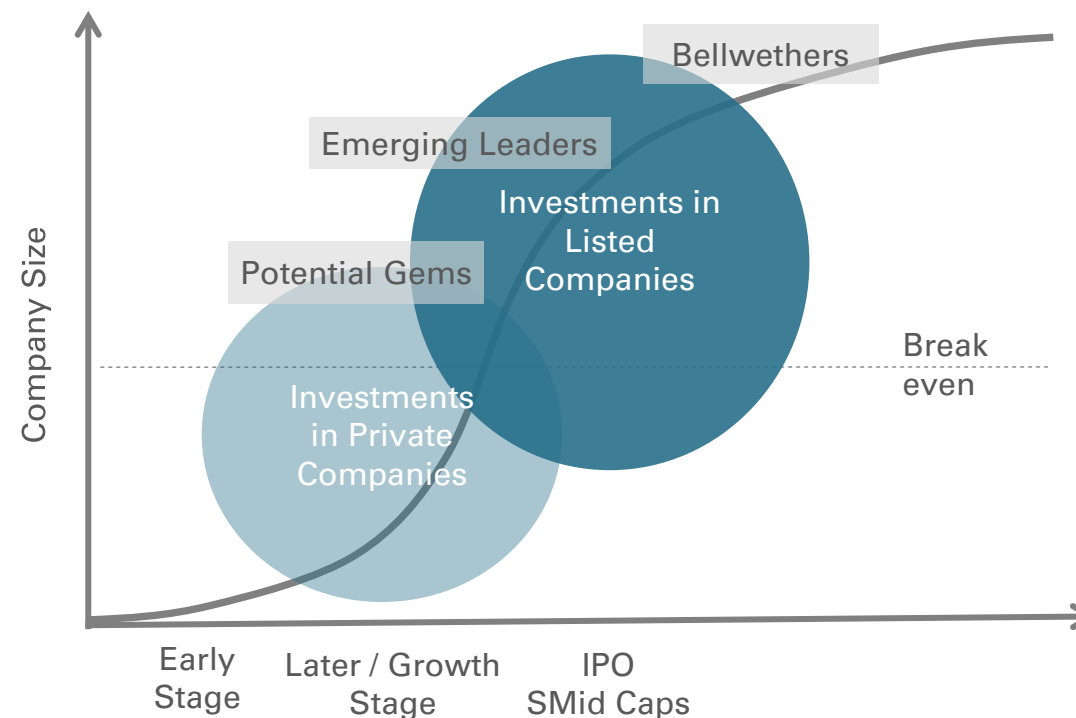 Bellwethers
Emerging Leaders
Investments in
Listed
Companies
Potential Gems
Company Size
Break
even
Investments
in Private
Companies
Early
Stage
Later / Growth
Stage
IPO
SMid Caps